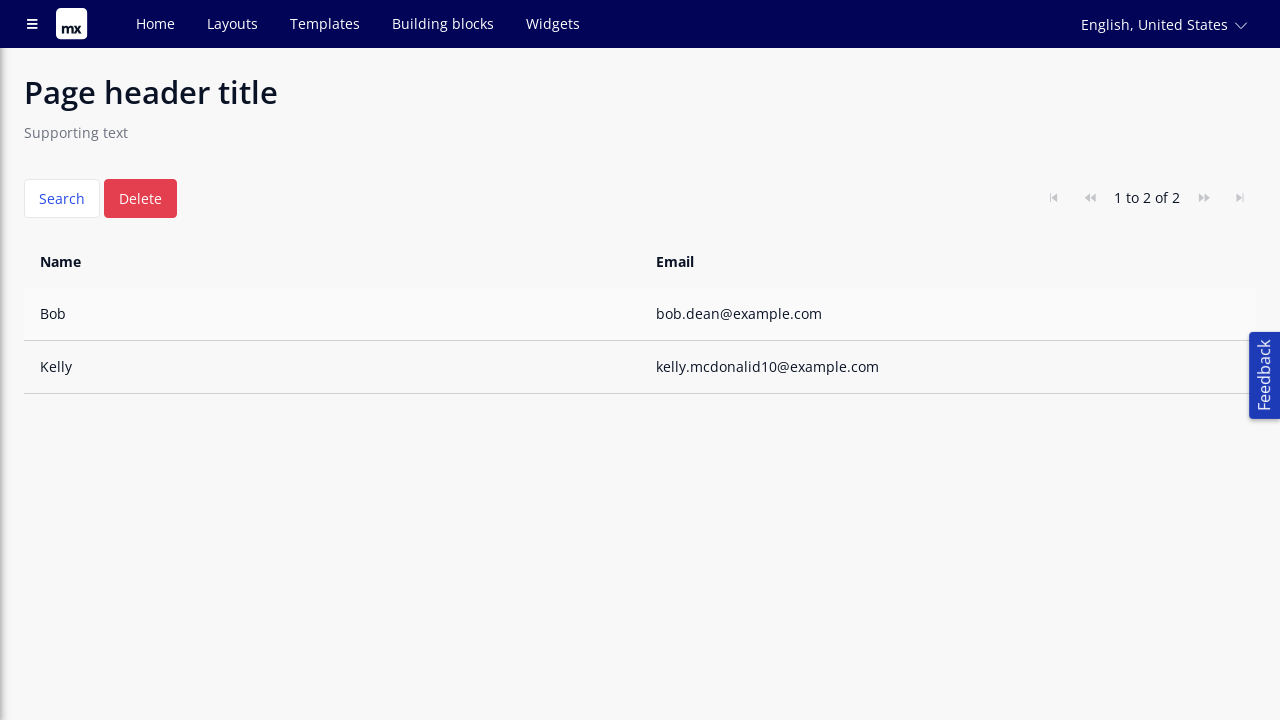 mx Home Layouts Templates Building blocks Widgets English, United States
Page header title
Supporting text
Search Delete 1 to 2 of 2
Name Email
Bob bob.dean@example.com
Kelly kelly.mcdonalid10@example.com
Feedback